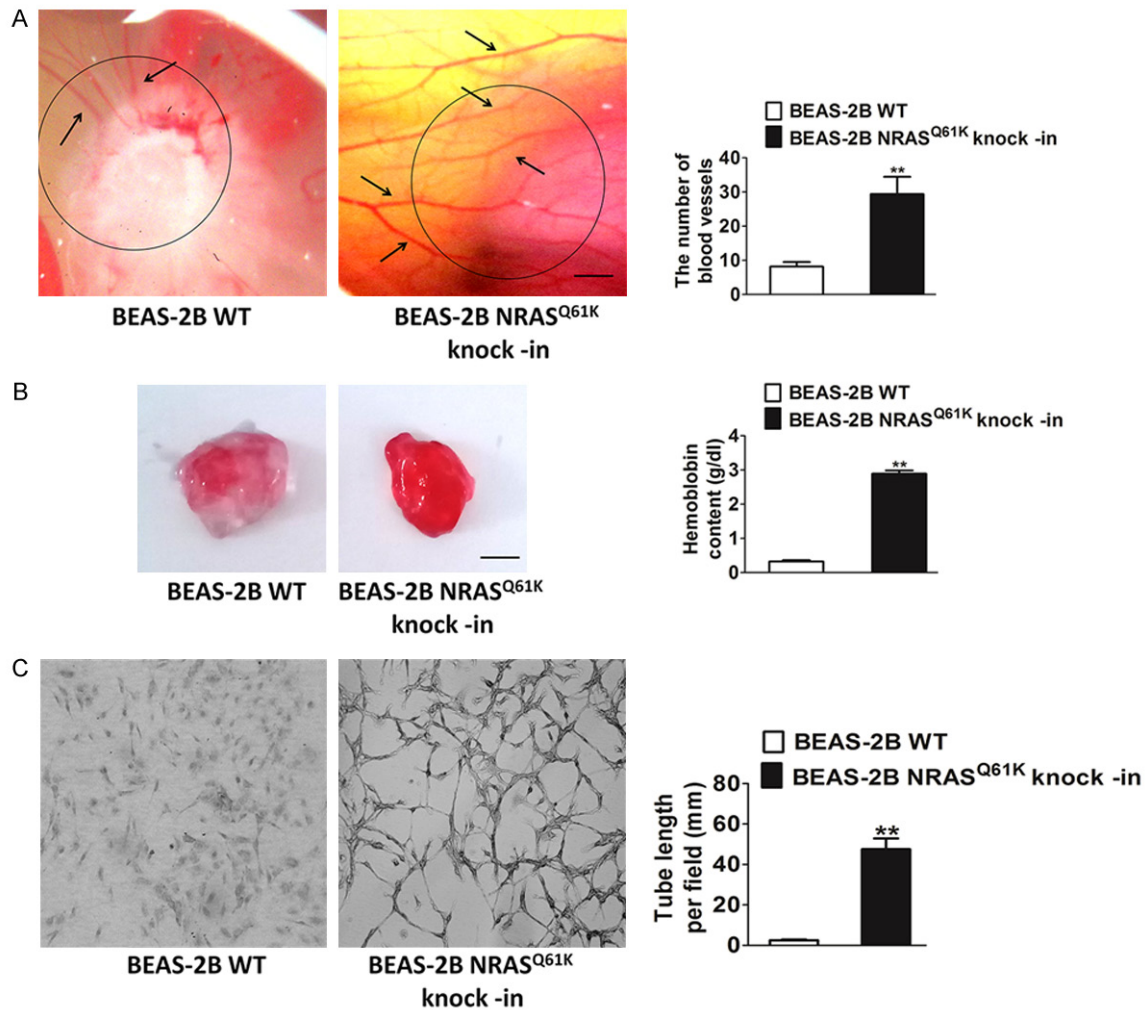 A
BEAS-2B WT
BEAS-2B NRASQ61K
knock -in
BEAS-2B WT
BEAS-2B NRASQ61K knock -in
The number of
blood vessels
40
30
20
10
0
**
B
BEAS-2B WT
BEAS-2B NRASQ61K
knock -in
BEAS-2B WT
BEAS-2B NRASQ61K knock -in
Hemoblobin
content (g/dl)
4
3
2
1
0
**
C
BEAS-2B WT
BEAS-2B NRASQ61K
knock -in
BEAS-2B WT
BEAS-2B NRASQ61K knock -in
Tube length
per field (mm)
80
60
40
20
0
**